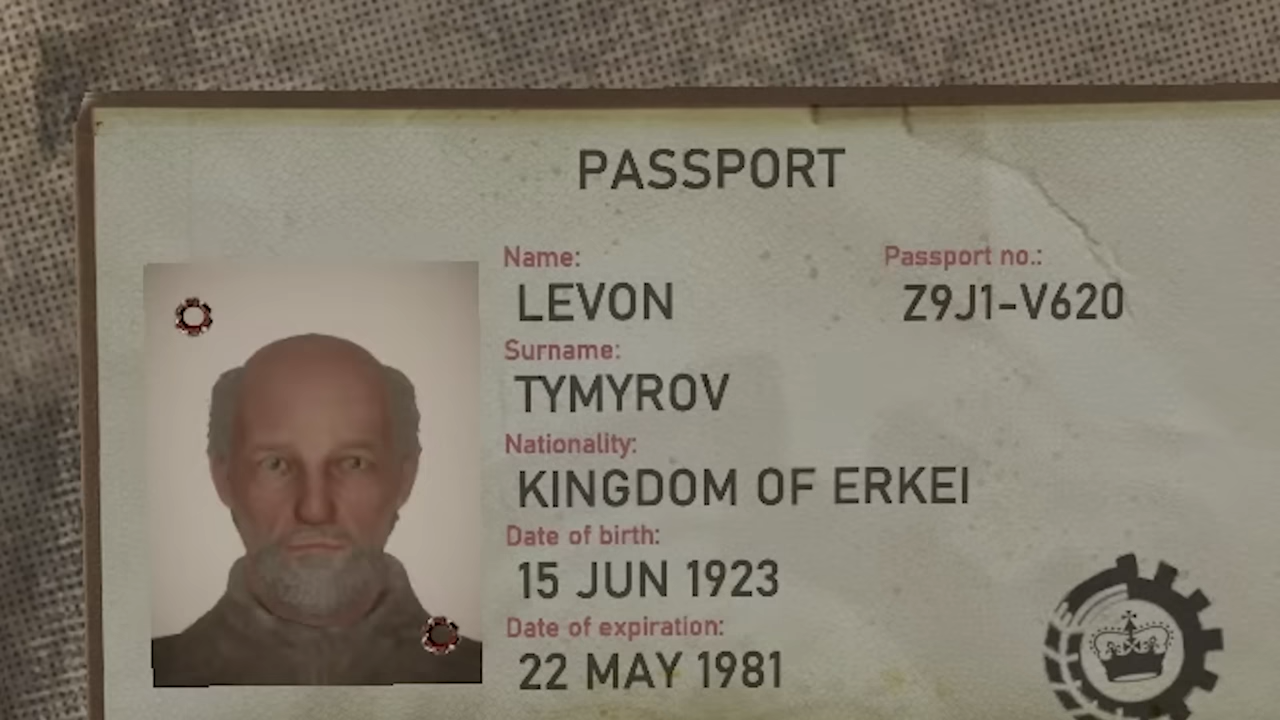 PASSPORT
Name:
LEVON
Passport no.:
Z9J1-V620
Surname:
TYMYROV
Nationality:
KINGDOM OF ERKEI
Date of birth:
15 JUN 1923
Date of expiration:
22 MAY 1981